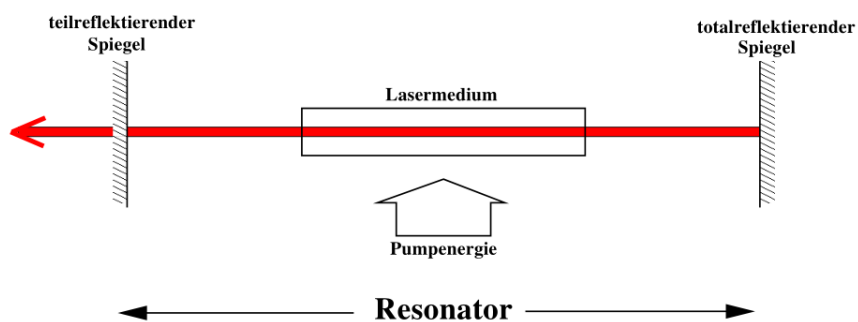 teilreflektierender
Spiegel
totalreflektierender
Spiegel
Lasermedium
Pumpenergie
Resonator